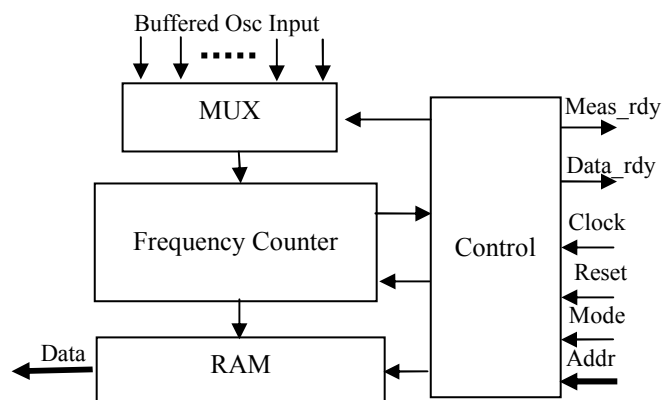 Buffered Osc Input
MUX
Frequency Counter
RAM
Data
Control
Meas_rdy
Data_rdy
Clock
Reset
Mode
Addr